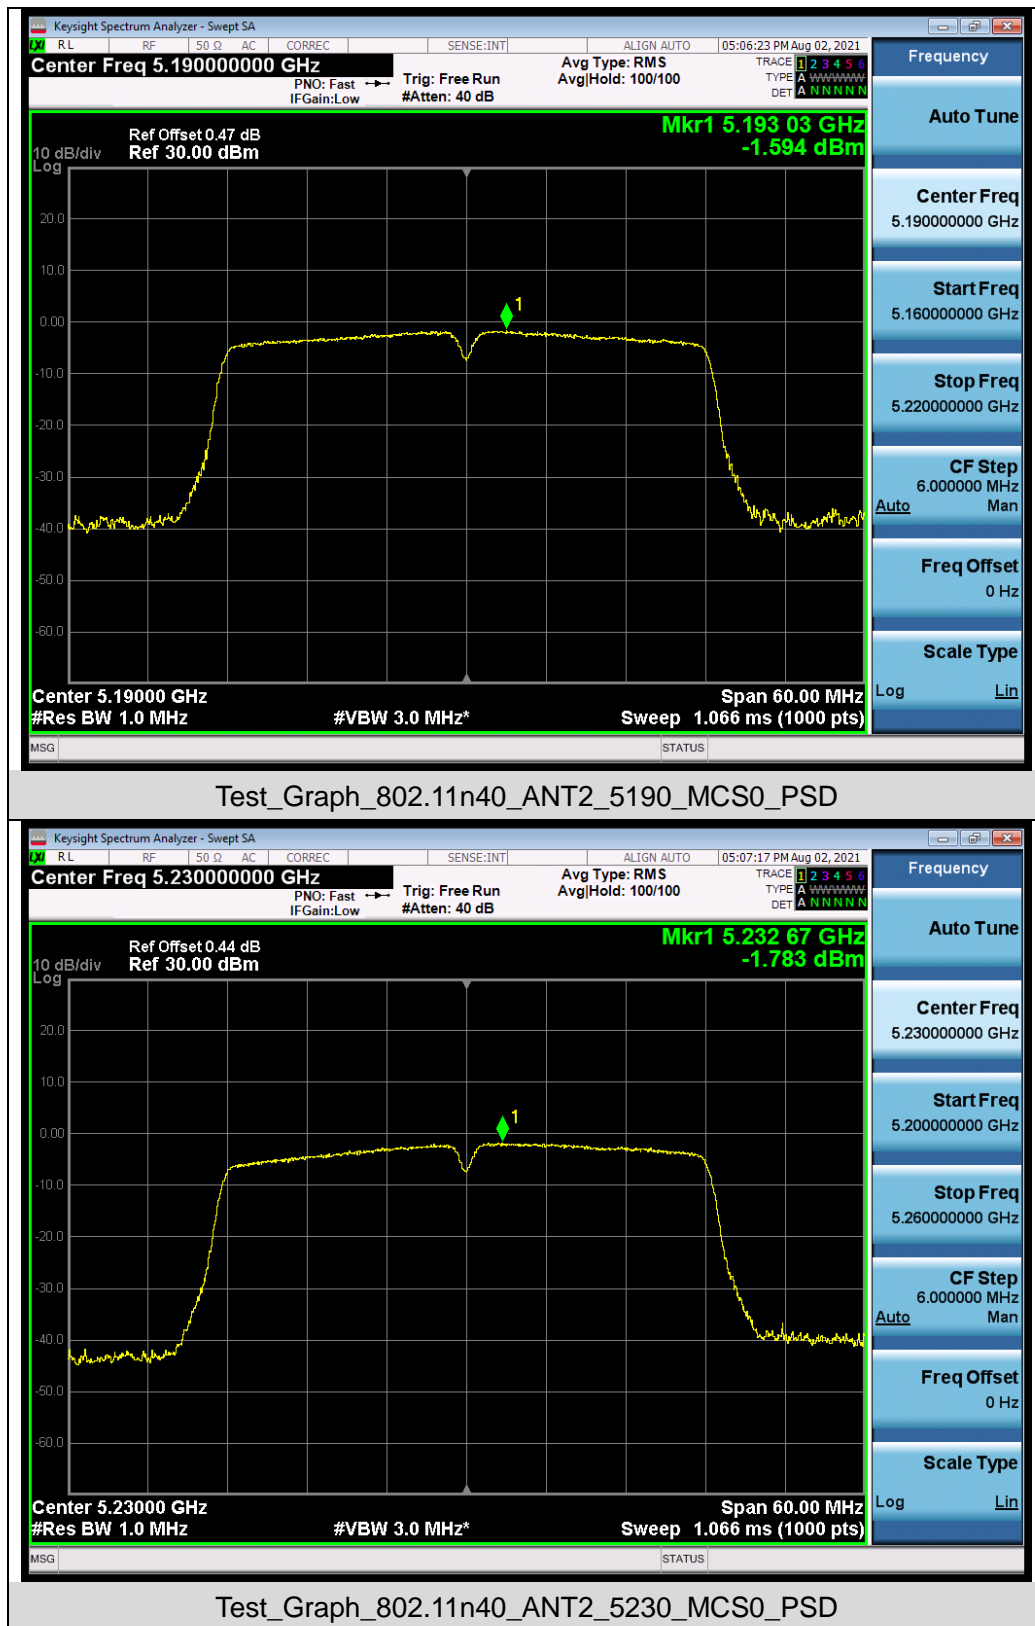 Keysight Spectrum Analyzer - Swept SA
LXI RL RF 50 Ω AC CORREC SENSE:INT ALIGN AUTO 05:06:23 PM Aug 02, 2021
Center Freq 5.190000000 GHz
PNO: Fast
IFGain:Low
Trig: Free Run
#Atten: 40 dB
Avg Type: RMS
Avg|Hold: 100/100
TRACE 1 2 3 4 5 6
TYPE A WWWWW
DET A N N N N N
Frequency
Mkr1 5.193 03 GHz
-1.594 dBm
Ref Offset 0.47 dB
10 dB/div Ref 30.00 dBm
Log
20.0
10.0
0.00
-10.0
-20.0
-30.0
-40.0
-50.0
-60.0
1
Center 5.19000 GHz Span 60.00 MHz
#Res BW 1.0 MHz #VBW 3.0 MHz* Sweep 1.066 ms (1000 pts)
Auto Tune
Center Freq
5.190000000 GHz
Start Freq
5.160000000 GHz
Stop Freq
5.220000000 GHz
CF Step
6.000000 MHz
Auto Man
Freq Offset
0 Hz
Scale Type
Log Lin
MSG STATUS
Test_Graph_802.11n40_ANT2_5190_MCS0_PSD
Keysight Spectrum Analyzer - Swept SA
LXI RL RF 50 Ω AC CORREC SENSE:INT ALIGN AUTO 05:07:17 PM Aug 02, 2021
Center Freq 5.230000000 GHz
PNO: Fast
IFGain:Low
Trig: Free Run
#Atten: 40 dB
Avg Type: RMS
Avg|Hold: 100/100
TRACE 1 2 3 4 5 6
TYPE A WWWWW
DET A N N N N N
Frequency
Mkr1 5.232 67 GHz
-1.783 dBm
Ref Offset 0.44 dB
10 dB/div Ref 30.00 dBm
Log
20.0
10.0
0.00
-10.0
-20.0
-30.0
-40.0
-50.0
-60.0
1
Center 5.23000 GHz Span 60.00 MHz
#Res BW 1.0 MHz #VBW 3.0 MHz* Sweep 1.066 ms (1000 pts)
Auto Tune
Center Freq
5.230000000 GHz
Start Freq
5.200000000 GHz
Stop Freq
5.260000000 GHz
CF Step
6.000000 MHz
Auto Man
Freq Offset
0 Hz
Scale Type
Log Lin
MSG STATUS
Test_Graph_802.11n40_ANT2_5230_MCS0_PSD